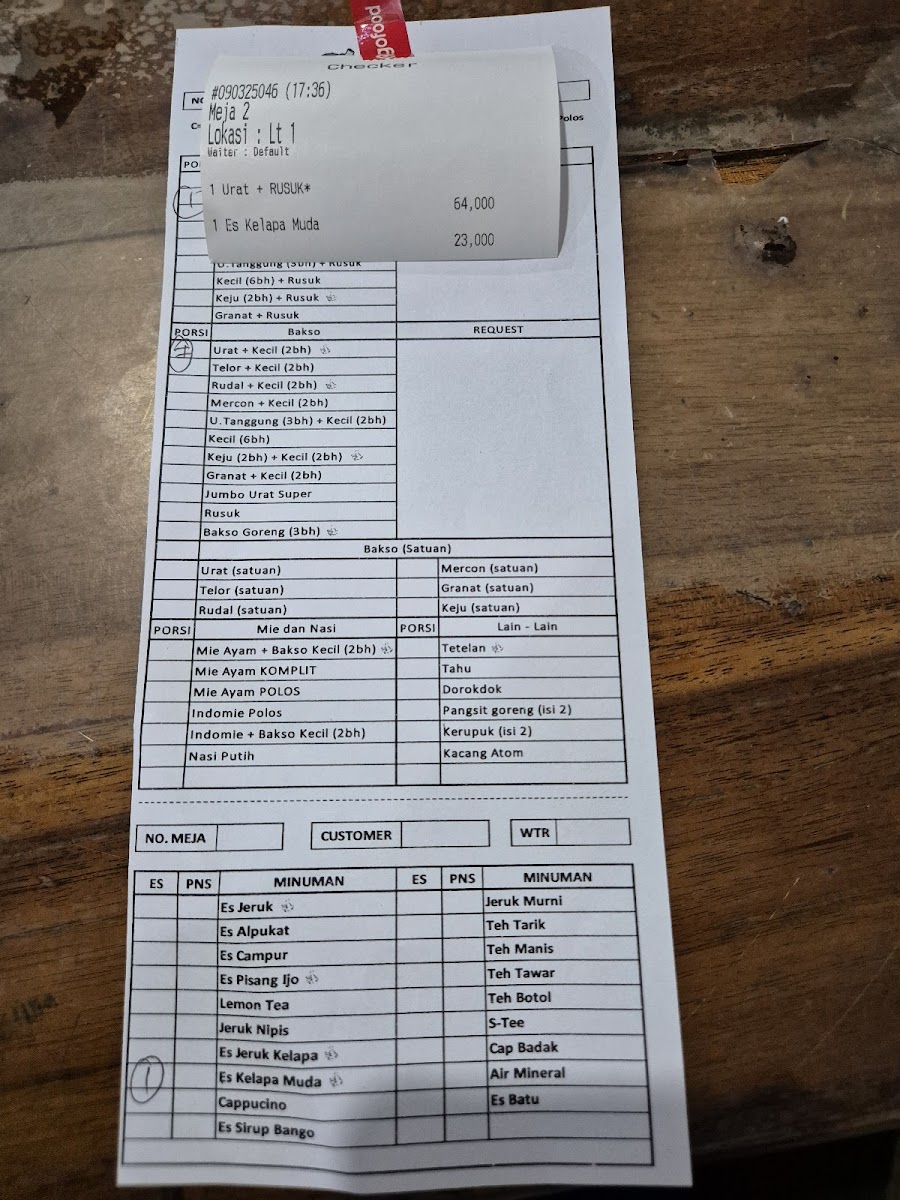 gofood
Checker
#090325046 (17:36)
Meja 2
Lokasi : Lt 1
Waiter : Default
1 Urat + RUSUK*
64,000
1 Es Kelapa Muda
23,000
Polos
1
U.Tanggung (3bh) + Rusuk
Kecil (6bh) + Rusuk
Keju (2bh) + Rusuk
Granat + Rusuk
PORSI Bakso REQUEST
Urat + Kecil (2bh)
Telor + Kecil (2bh)
Rudal + Kecil (2bh)
Mercon + Kecil (2bh)
U.Tanggung (3bh) + Kecil (2bh)
Kecil (6bh)
Keju (2bh) + Kecil (2bh)
Granat + Kecil (2bh)
Jumbo Urat Super
Rusuk
Bakso Goreng (3bh)
Bakso (Satuan)
Urat (satuan) Mercon (satuan)
Telor (satuan) Granat (satuan)
Rudal (satuan) Keju (satuan)
PORSI Mie dan Nasi PORSI Lain - Lain
Mie Ayam + Bakso Kecil (2bh) Tetelan
Mie Ayam KOMPLIT Tahu
Mie Ayam POLOS Dorokdok
Indomie Polos Pangsit goreng (isi 2)
Indomie + Bakso Kecil (2bh) Kerupuk (isi 2)
Nasi Putih Kacang Atom
NO. MEJA CUSTOMER WTR
ES PNS MINUMAN ES PNS MINUMAN
Es Jeruk Jeruk Murni
Es Alpukat Teh Tarik
Es Campur Teh Manis
Es Pisang Ijo Teh Tawar
Lemon Tea Teh Botol
Jeruk Nipis S-Tee
Es Jeruk Kelapa Cap Badak
1 Es Kelapa Muda Air Mineral
Cappucino Es Batu
Es Sirup Bango